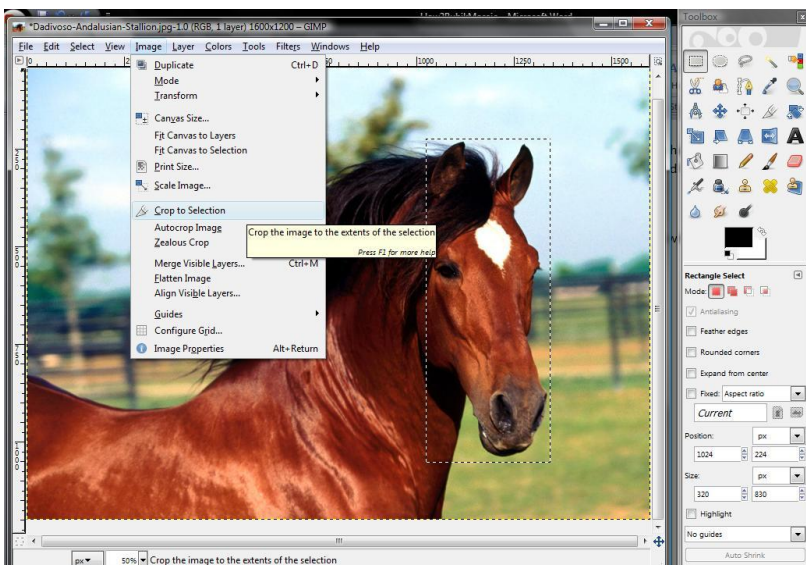 *Dadivoso-Andalusian-Stallion.jpg-1.0 (RGB, 1 layer) 1600x1200 – GIMP
File Edit Select View Image Layer Colors Tools Filters Windows Help
0 1250 1500
Duplicate Ctrl+D
Mode
Transform
Canvas Size...
Fit Canvas to Layers
Fit Canvas to Selection
Print Size...
Scale Image...
Crop to Selection
Autocrop Image
Zealous Crop
Merge Visible Layers... Ctrl+M
Flatten Image
Align Visible Layers...
Guides
Configure Grid...
Image Properties Alt+Return
Crop the image to the extents of the selection
Press F1 for more help
250
500
750
1000
px 50% Crop the image to the extents of the selection
Toolbox
Rectangle Select
Mode:
Antialiasing
Feather edges
Rounded corners
Expand from center
Fixed: Aspect ratio
Current
Position: px
1024 224
Size: px
320 830
Highlight
No guides
Auto Shrink